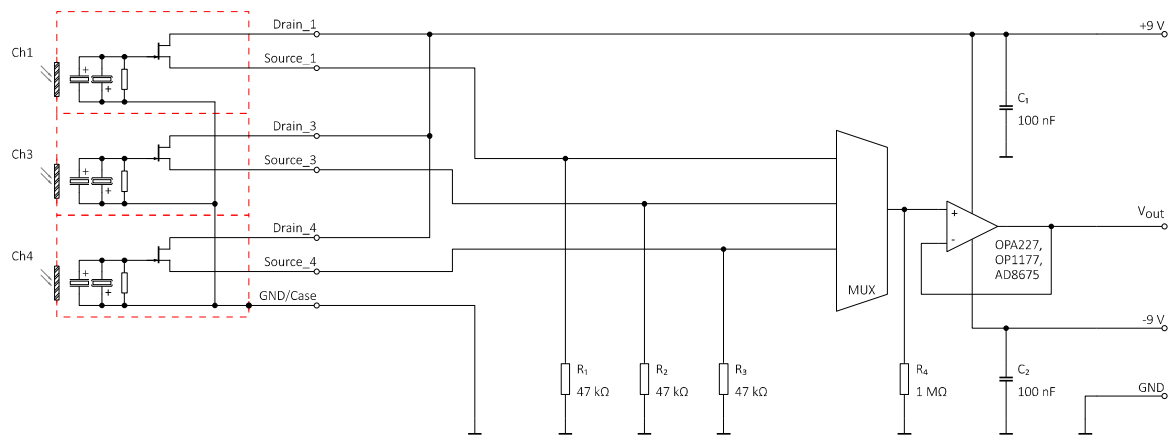 Drain_1
+9 V
Ch1
Source_1
C₁
100 nF
Drain_3
Ch3
Source_3
Vout
Drain_4
+
-
OPA227,
OP1177,
AD8675
Ch4
Source_4
MUX
GND/Case
-9 V
R₁
47 kΩ
R₂
47 kΩ
R₃
47 kΩ
R₄
1 MΩ
C₂
100 nF
GND